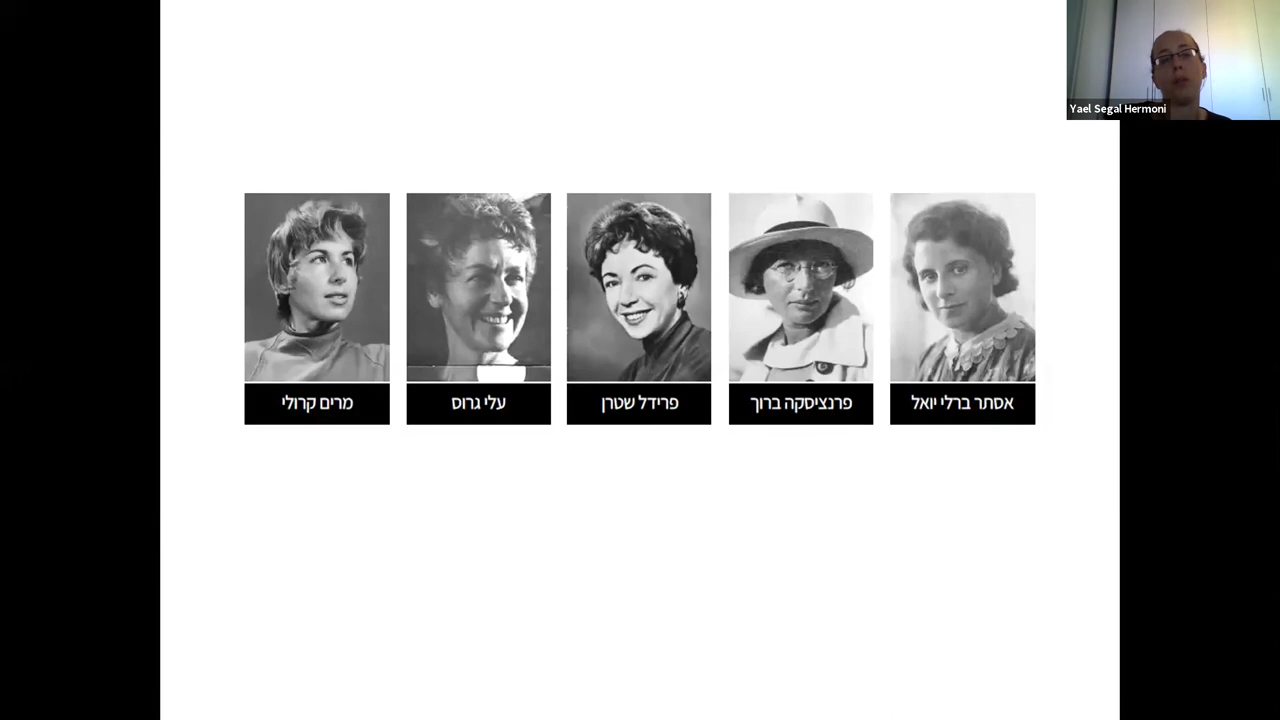 Yael Segal Hermoni
אסתר ברלי יואל
פרנציסקה ברוך
פרידל שטרן
עלי גרוס
מרים קרולי